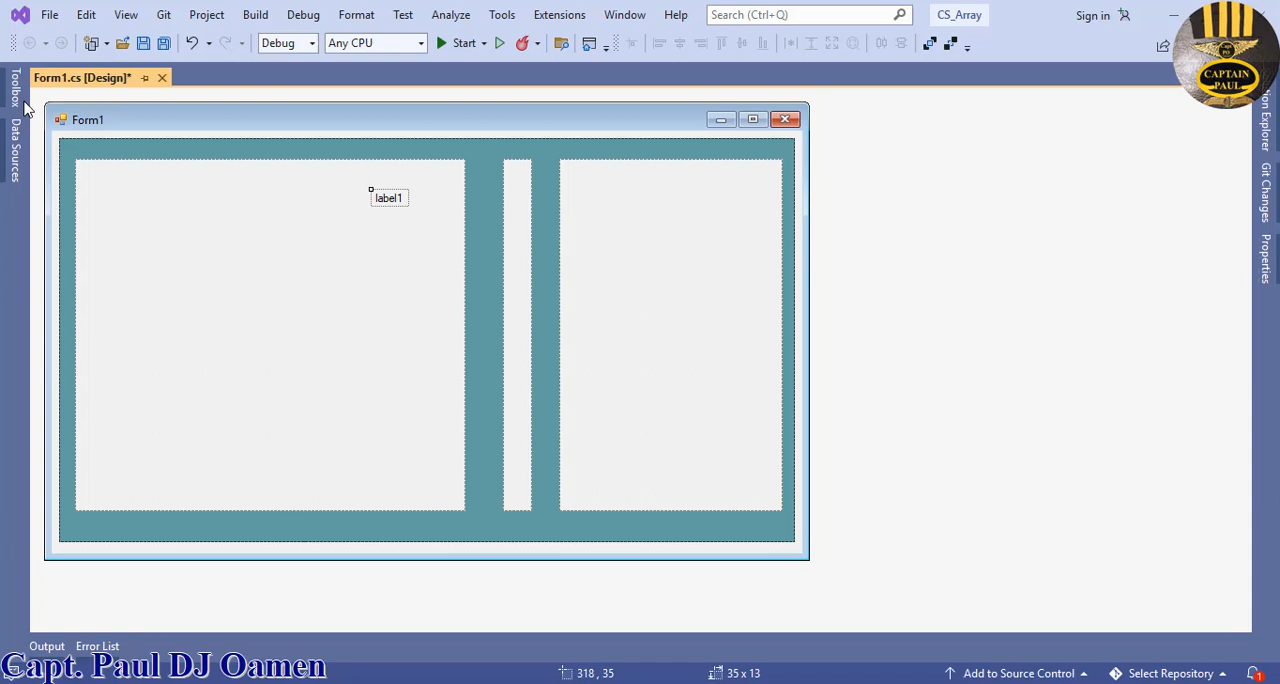 File Edit View Git Project Build Debug Format Test Analyze Tools Extensions Window Help Search (Ctrl+Q) CS_Array Sign in
Debug Any CPU Start
Form1.cs [Design]*
CAPTAIN
PAUL
Toolbox
Data Sources
Form1
label1
Git Changes
Properties
Output Error List
Capt. Paul DJ Oamen
318 , 35 35 x 13 Add to Source Control Select Repository 1